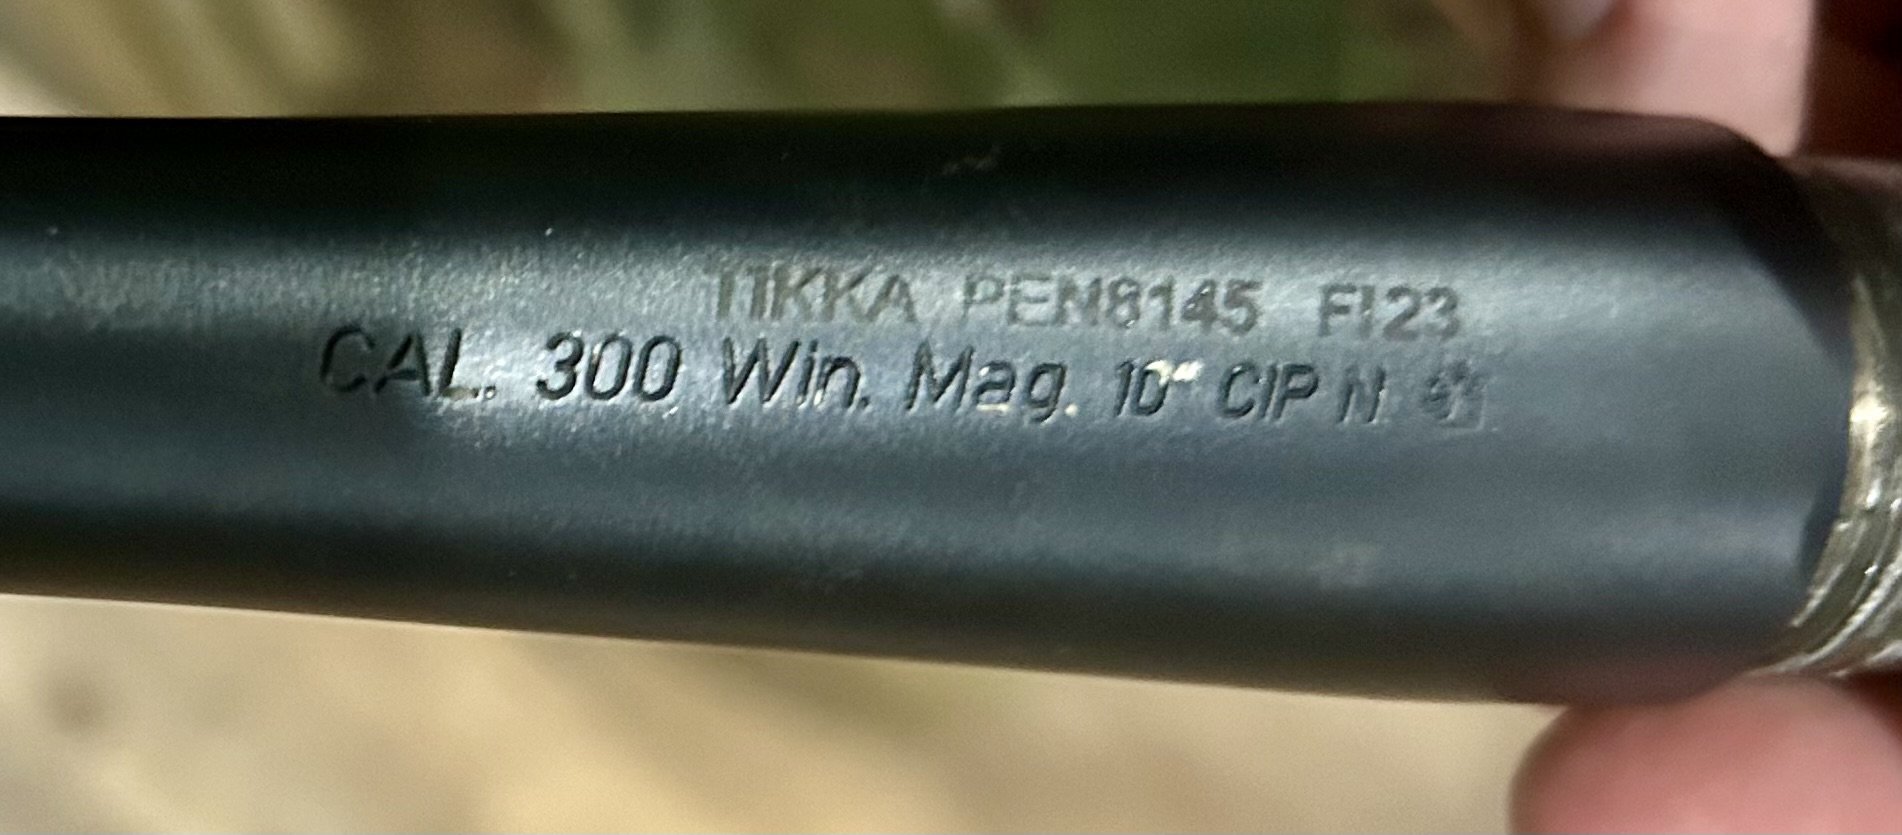 TIKKA PEN8145 FI23
CAL. 300 Win. Mag. 10" CIP N